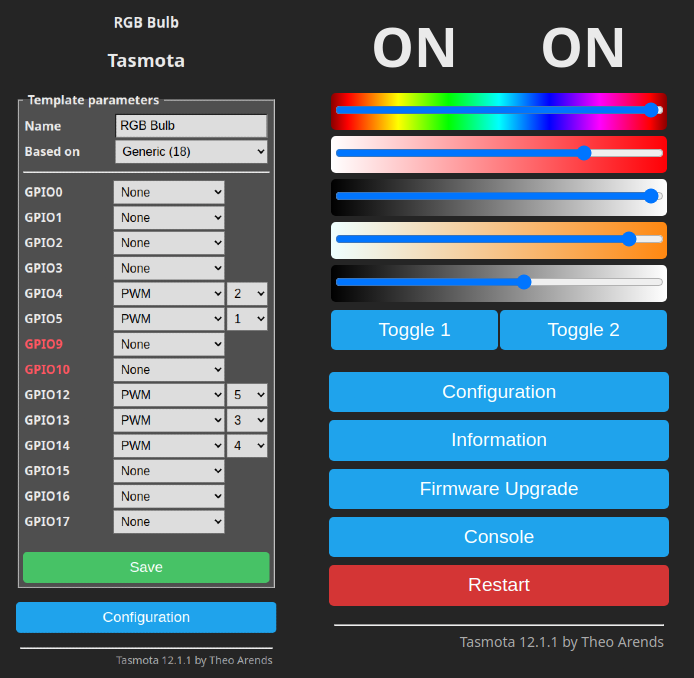 RGB Bulb
Tasmota
Template parameters
Name RGB Bulb
Based on Generic (18)
GPIO0 None
GPIO1 None
GPIO2 None
GPIO3 None
GPIO4 PWM 2
GPIO5 PWM 1
GPIO9 None
GPIO10 None
GPIO12 PWM 5
GPIO13 PWM 3
GPIO14 PWM 4
GPIO15 None
GPIO16 None
GPIO17 None
Save
Configuration
Tasmota 12.1.1 by Theo Arends
ON ON
Toggle 1 Toggle 2
Configuration
Information
Firmware Upgrade
Console
Restart
Tasmota 12.1.1 by Theo Arends